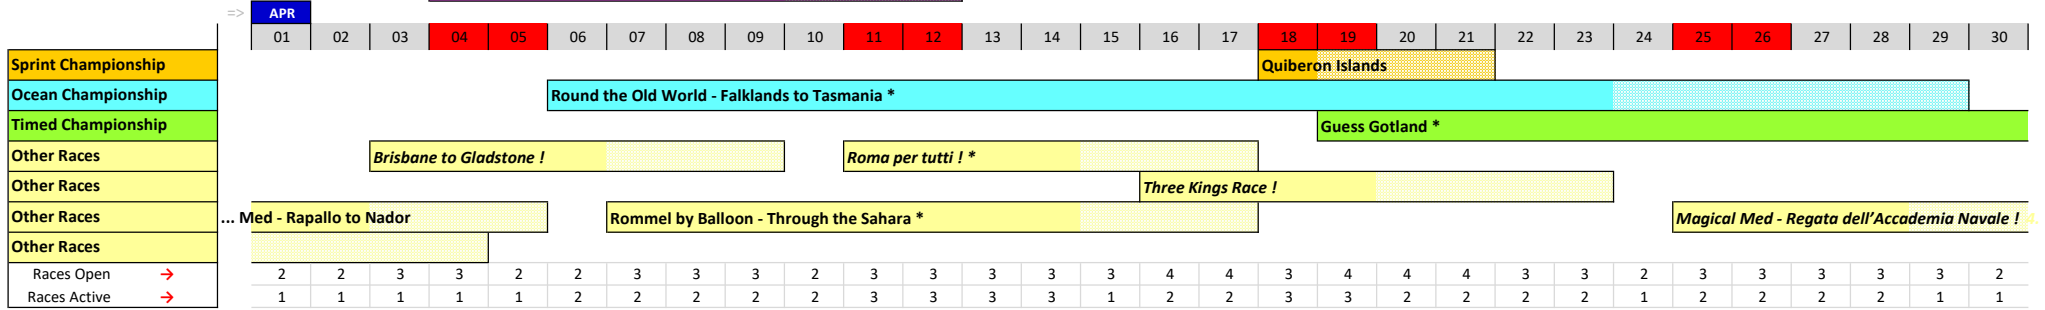 => APR
01 02 03 04 05 06 07 08 09 10 11 12 13 14 15 16 17 18 19 20 21 22 23 24 25 26 27 28 29 30
Sprint Championship Quiberon Islands
Ocean Championship Round the Old World - Falklands to Tasmania *
Timed Championship Guess Gotland *
Other Races Brisbane to Gladstone ! Roma per tutti ! *
Other Races Three Kings Race !
Other Races ... Med - Rapallo to Nador Rommel by Balloon - Through the Sahara * Magical Med - Regata dell’Accademia Navale !
Other Races
Races Open → 2 2 3 3 2 2 3 3 3 2 3 3 3 3 3 4 4 3 4 4 4 3 3 2 3 3 3 3 3 2
Races Active → 1 1 1 1 1 2 2 2 2 2 3 3 3 3 1 2 2 3 3 2 2 2 2 1 2 2 2 2 1 1